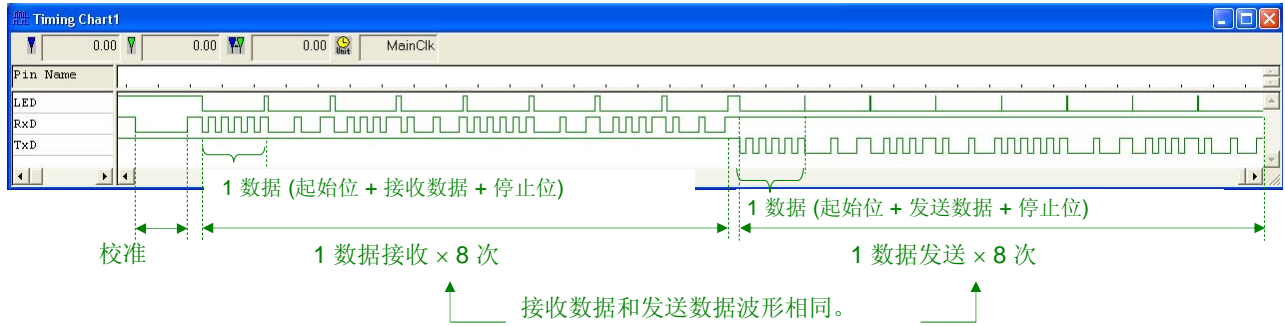 Timing Chart1
0.00 0.00 0.00 Unit MainClk
Pin Name
LED
RxD
TxD
1 数据 (起始位 + 接收数据 + 停止位)
1 数据 (起始位 + 发送数据 + 停止位)
校准
1 数据接收 × 8 次
1 数据发送 × 8 次
接收数据和发送数据波形相同。